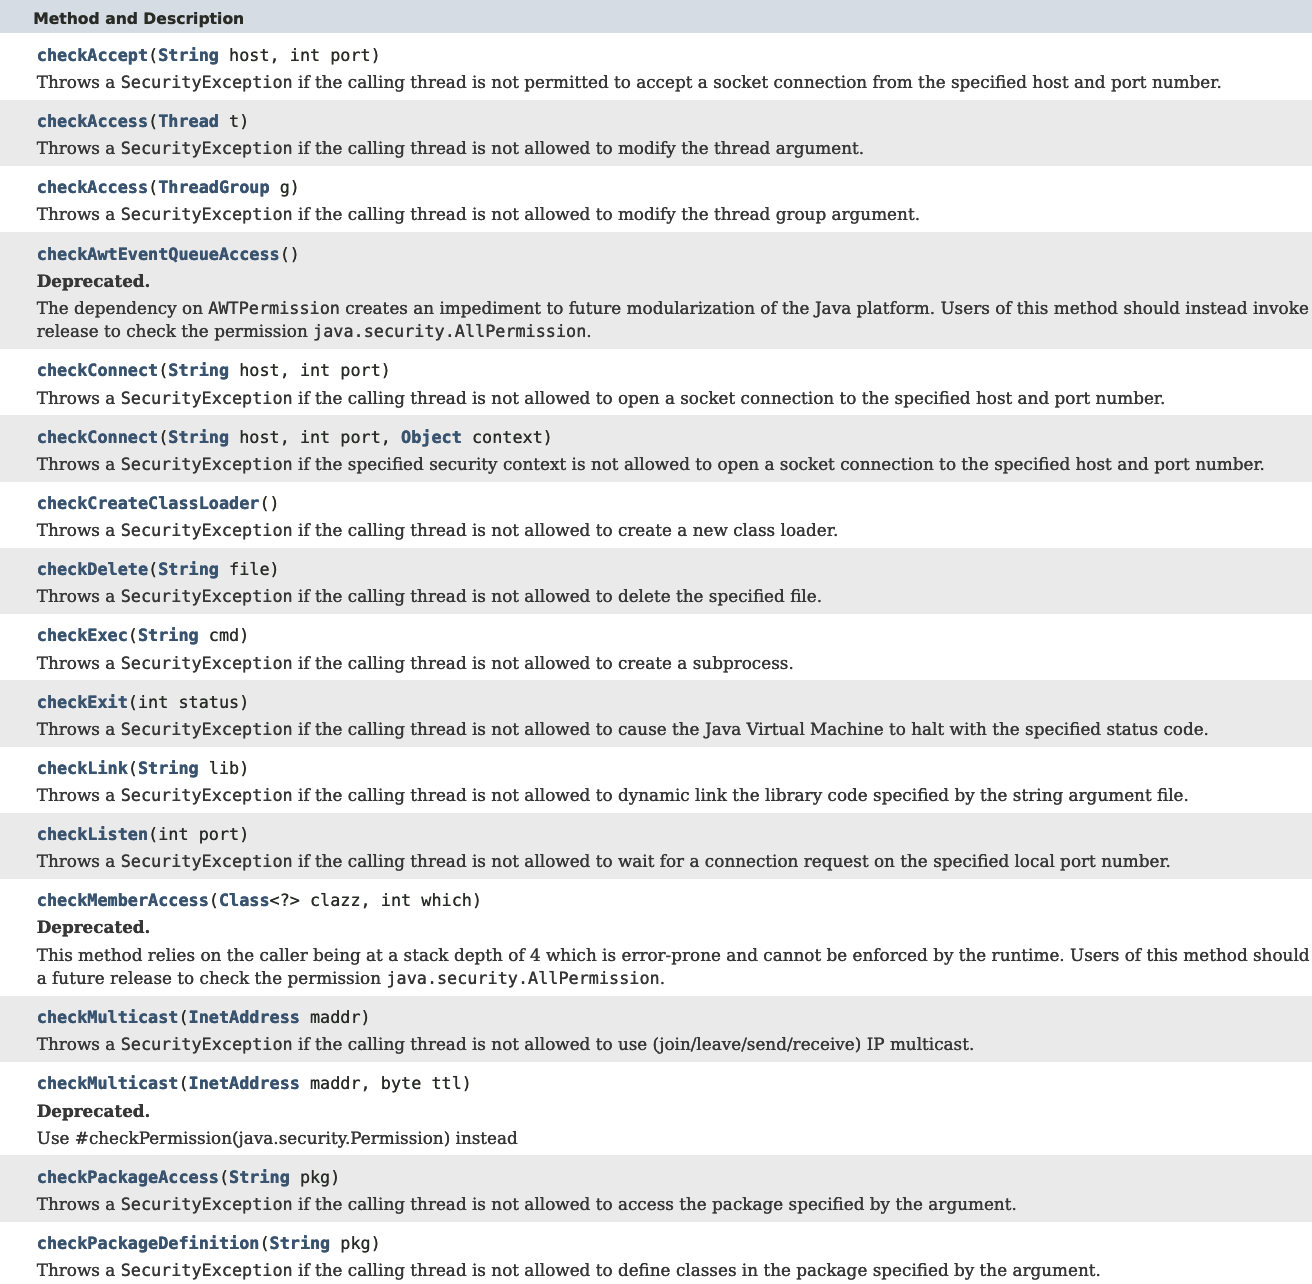 Method and Description
checkAccept(String host, int port)
Throws a SecurityException if the calling thread is not permitted to accept a socket connection from the specified host and port number.
checkAccess(Thread t)
Throws a SecurityException if the calling thread is not allowed to modify the thread argument.
checkAccess(ThreadGroup g)
Throws a SecurityException if the calling thread is not allowed to modify the thread group argument.
checkAwtEventQueueAccess()
Deprecated.
The dependency on AWTPermission creates an impediment to future modularization of the Java platform. Users of this method should instead invoke
release to check the permission java.security.AllPermission.
checkConnect(String host, int port)
Throws a SecurityException if the calling thread is not allowed to open a socket connection to the specified host and port number.
checkConnect(String host, int port, Object context)
Throws a SecurityException if the specified security context is not allowed to open a socket connection to the specified host and port number.
checkCreateClassLoader()
Throws a SecurityException if the calling thread is not allowed to create a new class loader.
checkDelete(String file)
Throws a SecurityException if the calling thread is not allowed to delete the specified file.
checkExec(String cmd)
Throws a SecurityException if the calling thread is not allowed to create a subprocess.
checkExit(int status)
Throws a SecurityException if the calling thread is not allowed to cause the Java Virtual Machine to halt with the specified status code.
checkLink(String lib)
Throws a SecurityException if the calling thread is not allowed to dynamic link the library code specified by the string argument file.
checkListen(int port)
Throws a SecurityException if the calling thread is not allowed to wait for a connection request on the specified local port number.
checkMemberAccess(Class<?> clazz, int which)
Deprecated.
This method relies on the caller being at a stack depth of 4 which is error-prone and cannot be enforced by the runtime. Users of this method should
a future release to check the permission java.security.AllPermission.
checkMulticast(InetAddress maddr)
Throws a SecurityException if the calling thread is not allowed to use (join/leave/send/receive) IP multicast.
checkMulticast(InetAddress maddr, byte ttl)
Deprecated.
Use #checkPermission(java.security.Permission) instead
checkPackageAccess(String pkg)
Throws a SecurityException if the calling thread is not allowed to access the package specified by the argument.
checkPackageDefinition(String pkg)
Throws a SecurityException if the calling thread is not allowed to define classes in the package specified by the argument.